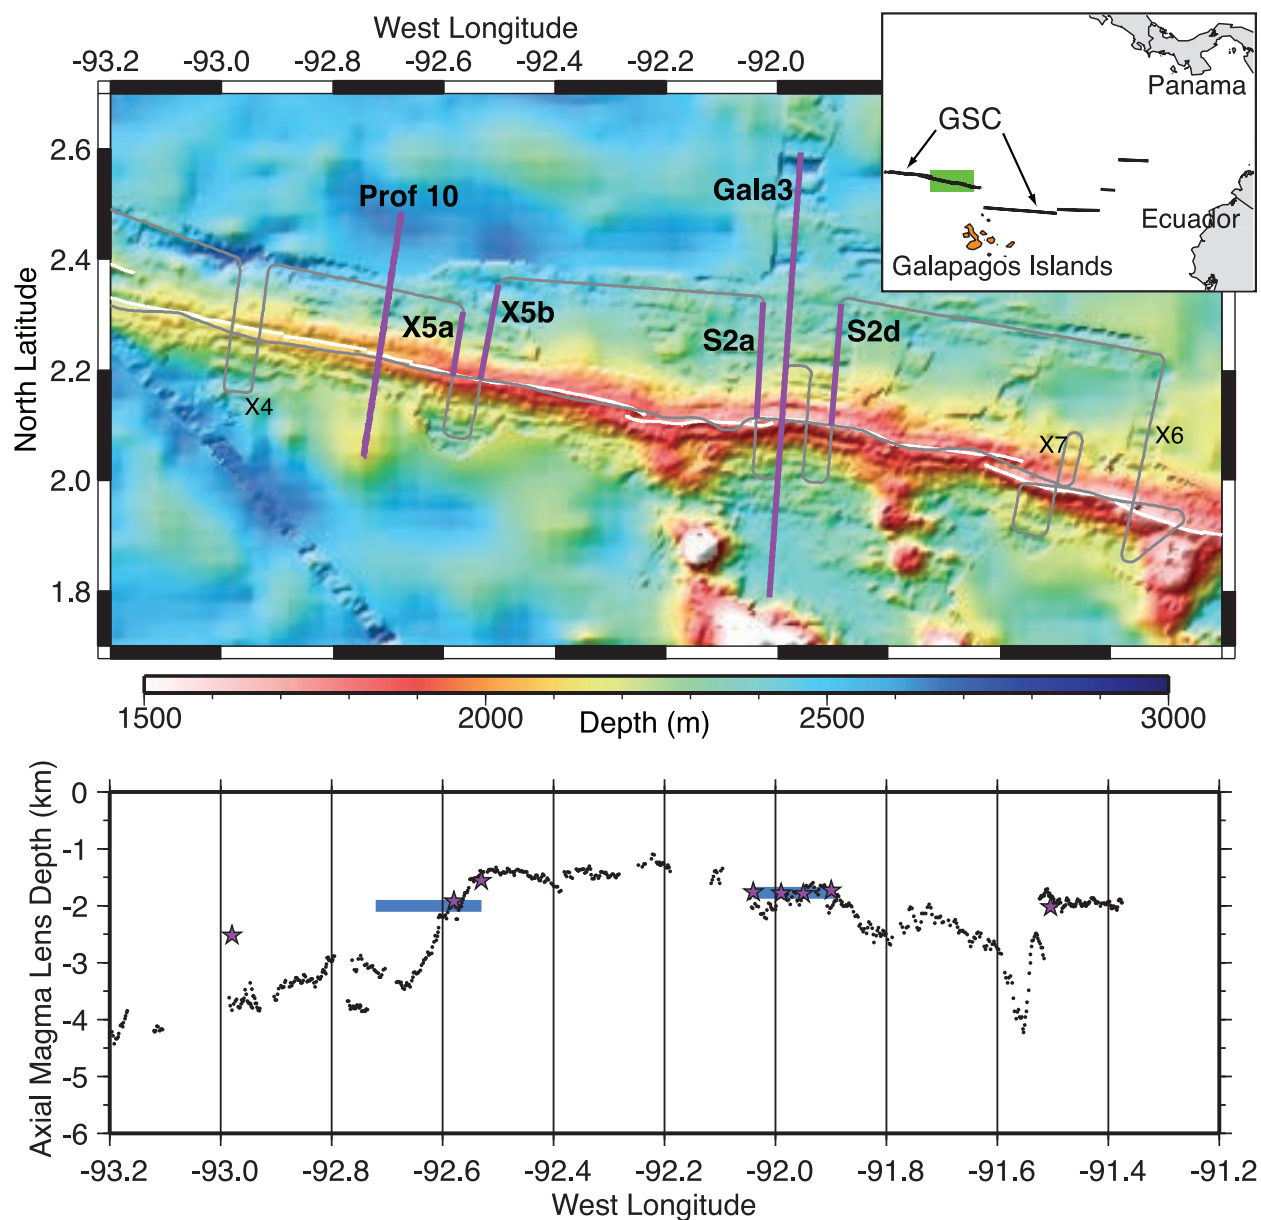 West Longitude
-93.2 -93.0 -92.8 -92.6 -92.4 -92.2 -92.0
Panama
GSC
Ecuador
Galapagos Islands
North Latitude
2.6
2.4
2.2
2.0
1.8
Prof 10
Gala3
X5a
X5b
S2a
S2d
X4
X7
X6
1500 2000 2500 3000
Depth (m)
Axial Magma Lens Depth (km)
0
-1
-2
-3
-4
-5
-6
-93.2 -93.0 -92.8 -92.6 -92.4 -92.2 -92.0 -91.8 -91.6 -91.4 -91.2
West Longitude